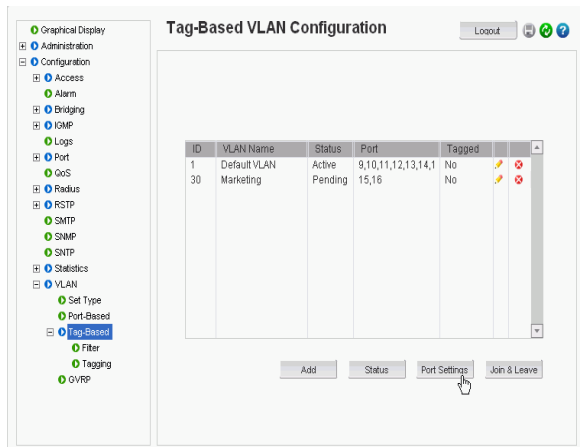 Tag-Based VLAN Configuration
Logout
Graphical Display
Administration
Configuration
Access
Alarm
Bridging
IGMP
Logs
Port
QoS
Radius
RSTP
SMTP
SNMP
SNTP
Statistics
VLAN
Set Type
Port-Based
Tag-Based
Filter
Tagging
GVRP
ID VLAN Name Status Port Tagged
1 Default VLAN Active 9,10,11,12,13,14,1 No
30 Marketing Pending 15,16 No
Add Status Port Settings Join & Leave